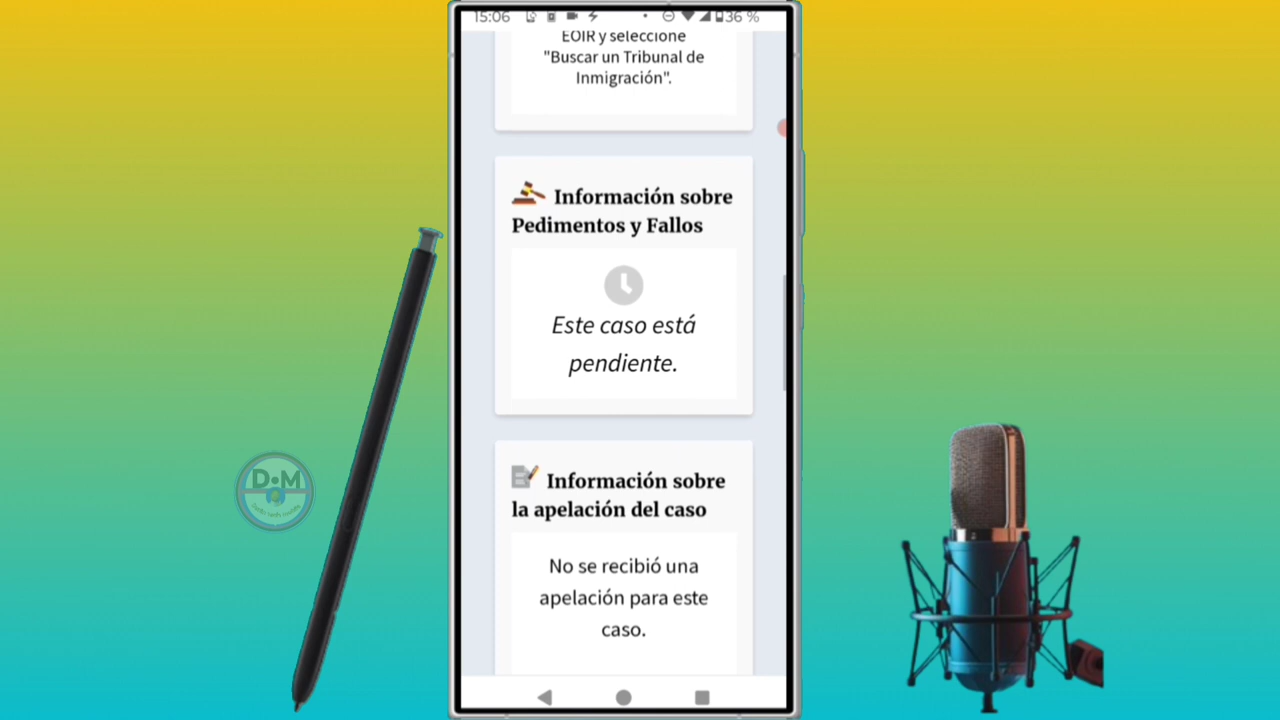 15:06
36 %
EOIR y seleccione
"Buscar un Tribunal de
Inmigración".
Información sobre
Pedimentos y Fallos
Este caso está
pendiente.
Información sobre
la apelación del caso
No se recibió una
apelación para este
caso.
D•M